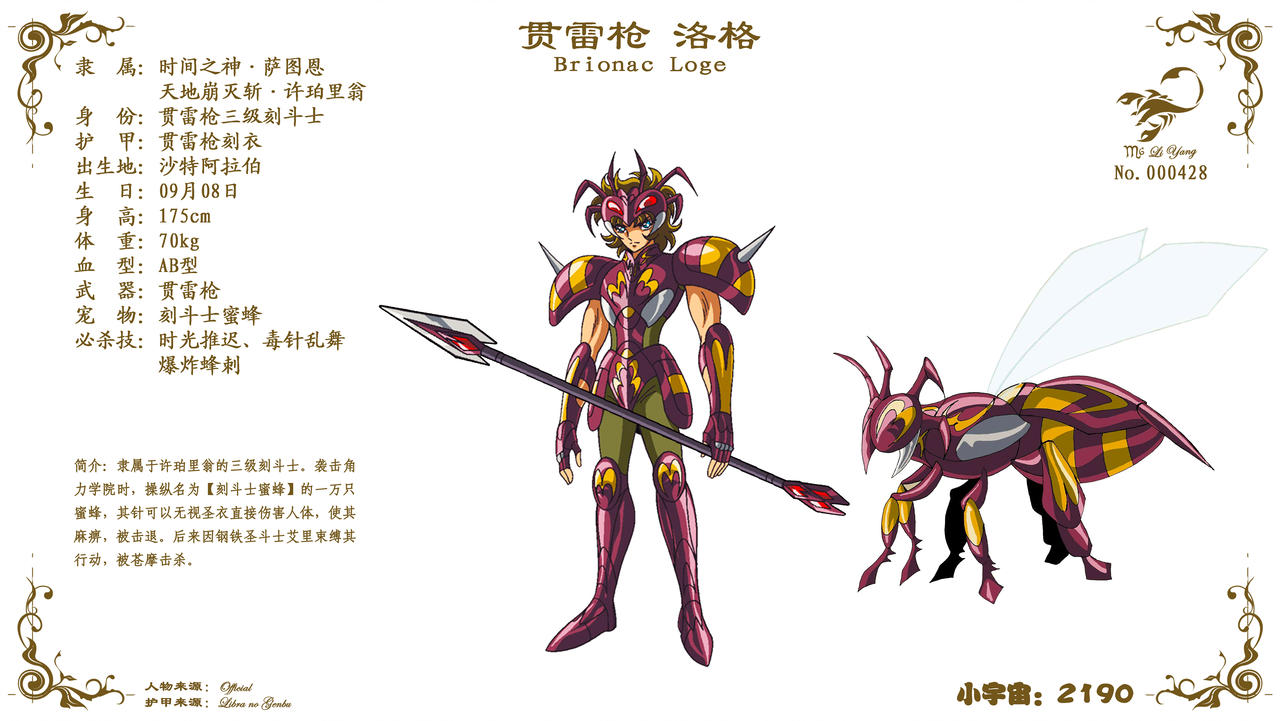 贯雷枪 洛格
Brionac Loge
隶 属：时间之神·萨图恩
天地崩灭斩·许珀里翁
身 份：贯雷枪三级刻斗士
护 甲：贯雷枪刻衣
出生地：沙特阿拉伯
生 日：09月08日
身 高：175cm
体 重：70kg
血 型：AB型
武 器：贯雷枪
宠 物：刻斗士蜜蜂
必杀技：时光推迟、毒针乱舞
爆炸蜂刺
Li Yang
No.000428
简介：隶属于许珀里翁的三级刻斗士。袭击角
力学院时，操纵名为【刻斗士蜜蜂】的一万只
蜜蜂，其针可以无视圣衣直接伤害人体，使其
麻痹，被击退。后来因钢铁圣斗士艾里束缚其
行动，被苍摩击杀。
人物来源：Official
护甲来源：Libra no Genbu
小宇宙：2190